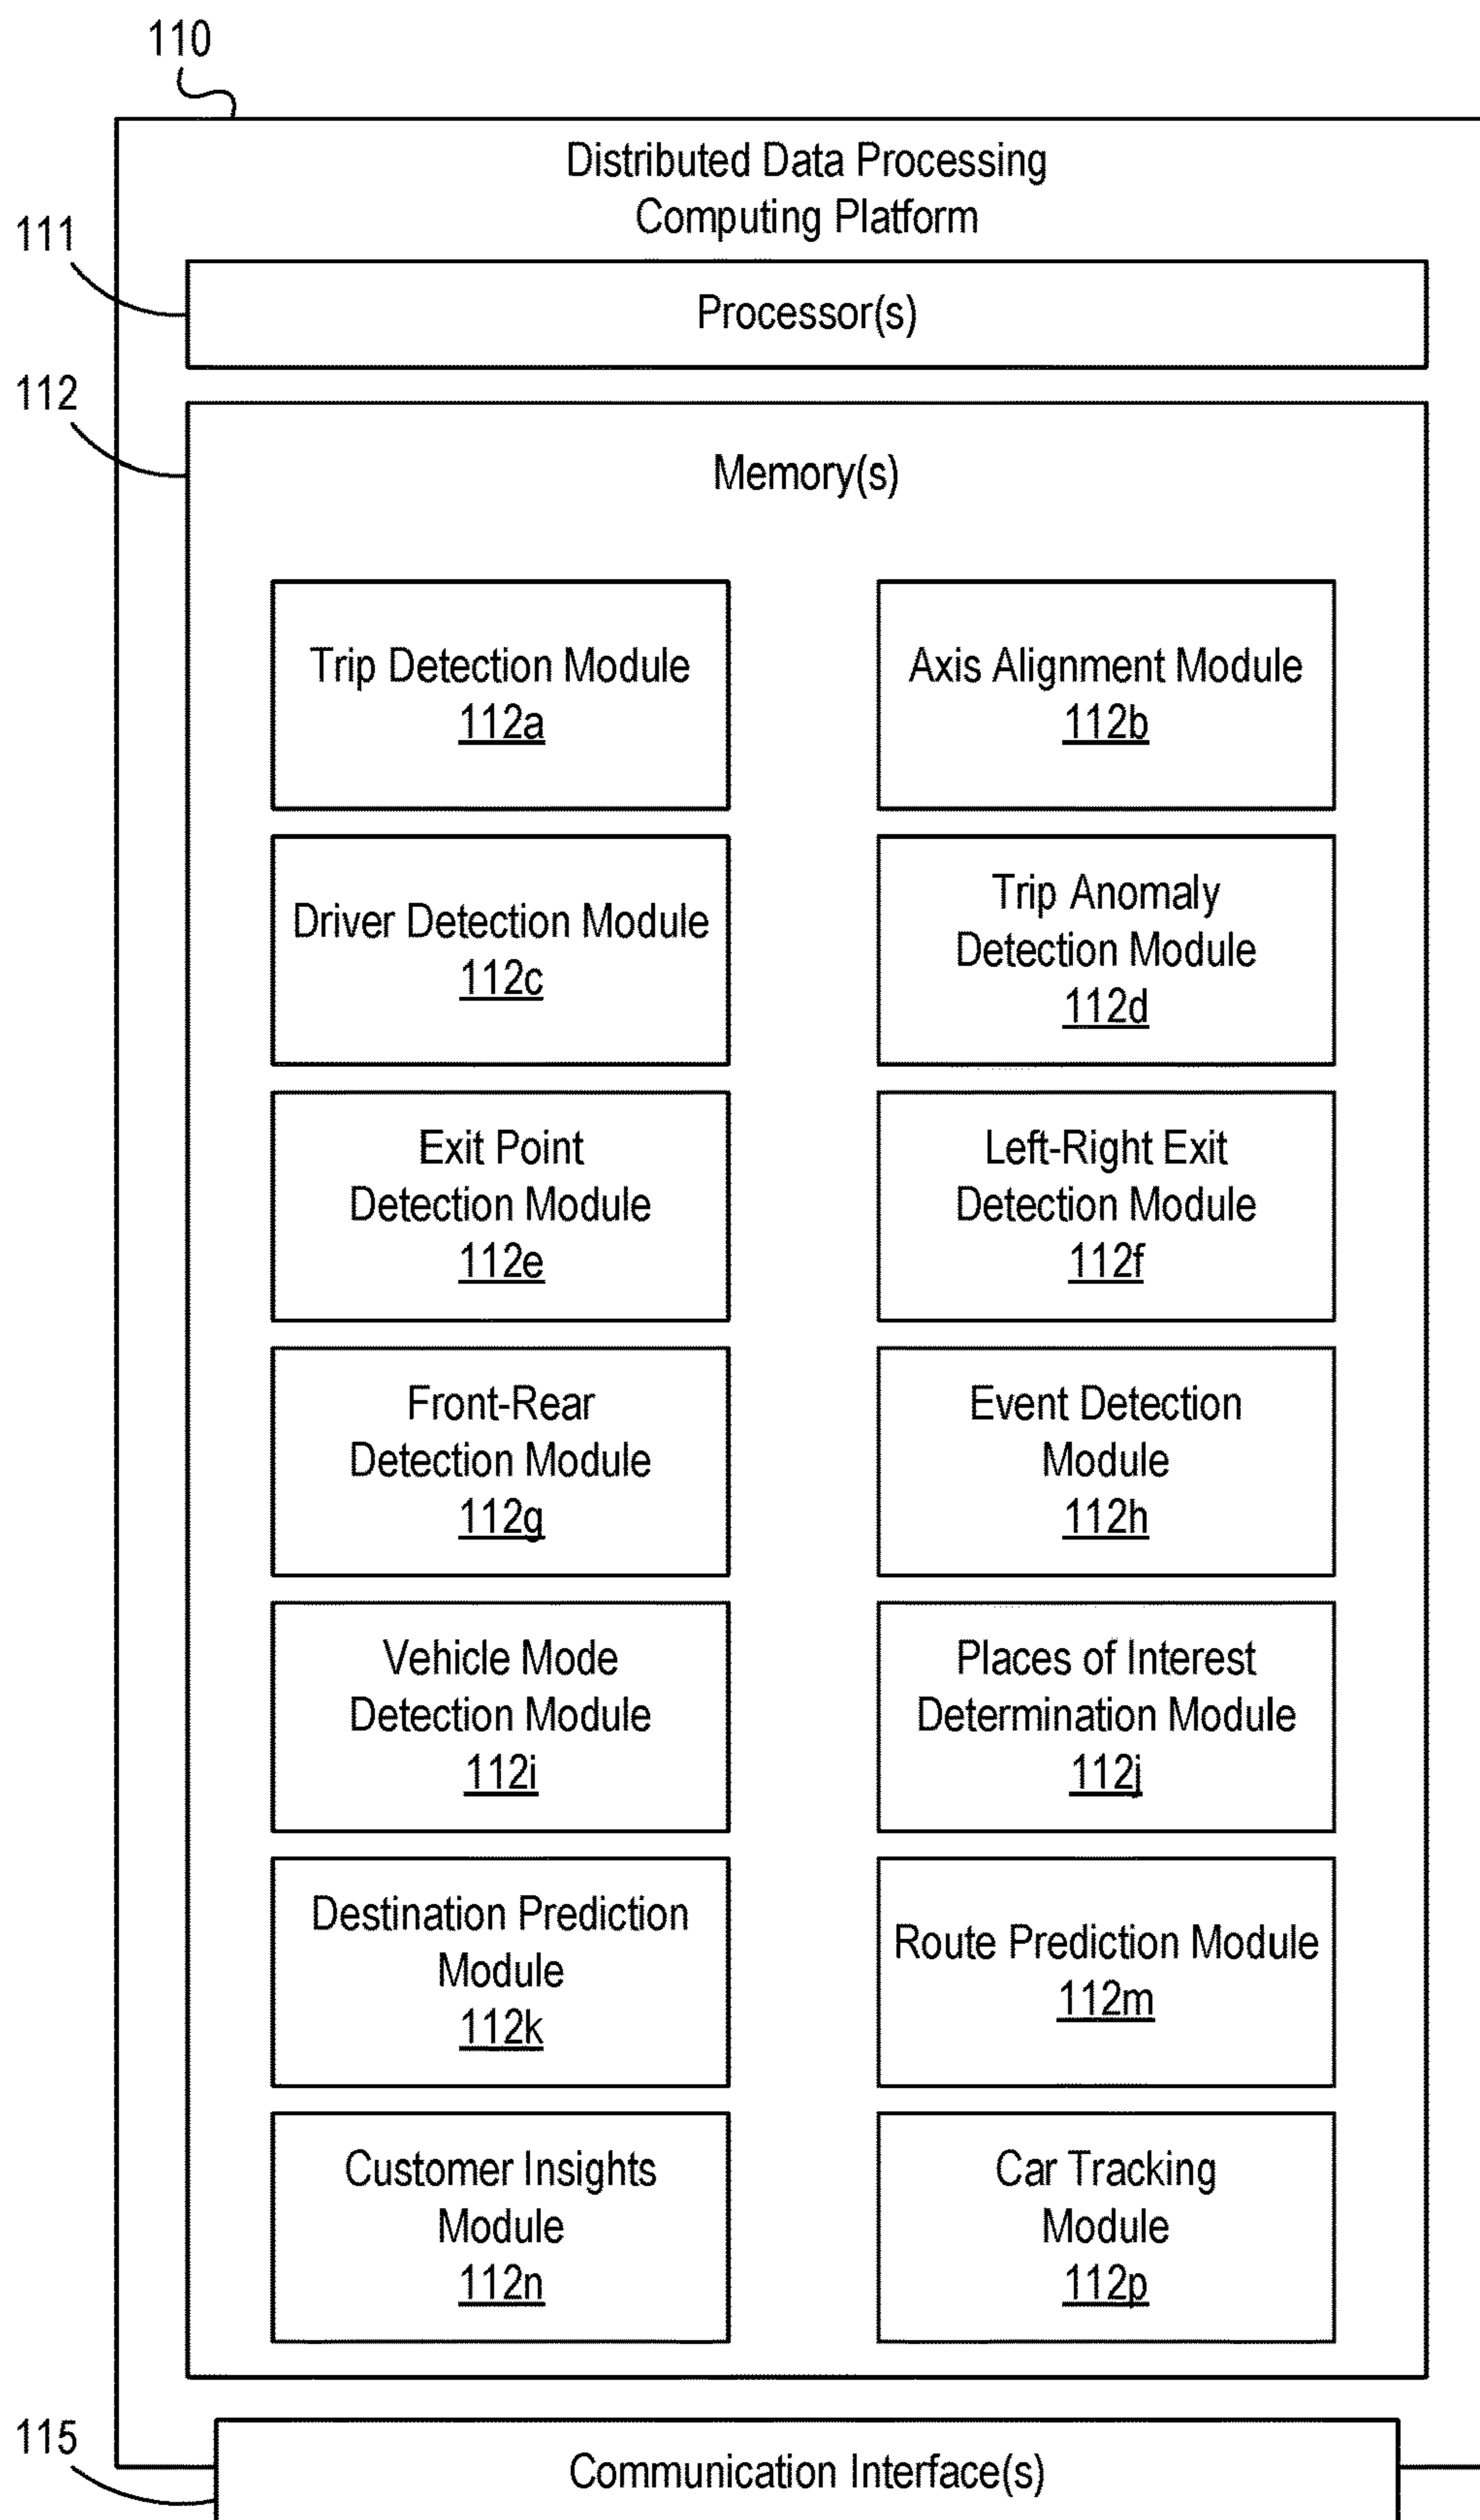 110
Distributed Data Processing
Computing Platform
111
Processor(s)
112
Memory(s)
Trip Detection Module
112a
Axis Alignment Module
112b
Driver Detection Module
112c
Trip Anomaly
Detection Module
112d
Exit Point
Detection Module
112e
Left-Right Exit
Detection Module
112f
Front-Rear
Detection Module
112g
Event Detection
Module
112h
Vehicle Mode
Detection Module
112i
Places of Interest
Determination Module
112j
Destination Prediction
Module
112k
Route Prediction Module
112m
Customer Insights
Module
112n
Car Tracking
Module
112p
115
Communication Interface(s)